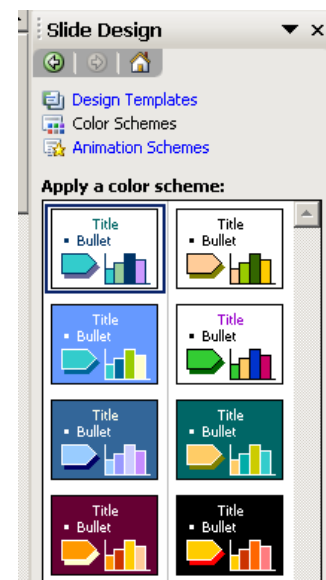 Slide Design
Design Templates
Color Schemes
Animation Schemes
Apply a color scheme:
Title
Bullet
Title
Bullet
Title
Bullet
Title
Bullet
Title
Bullet
Title
Bullet
Title
Bullet
Title
Bullet